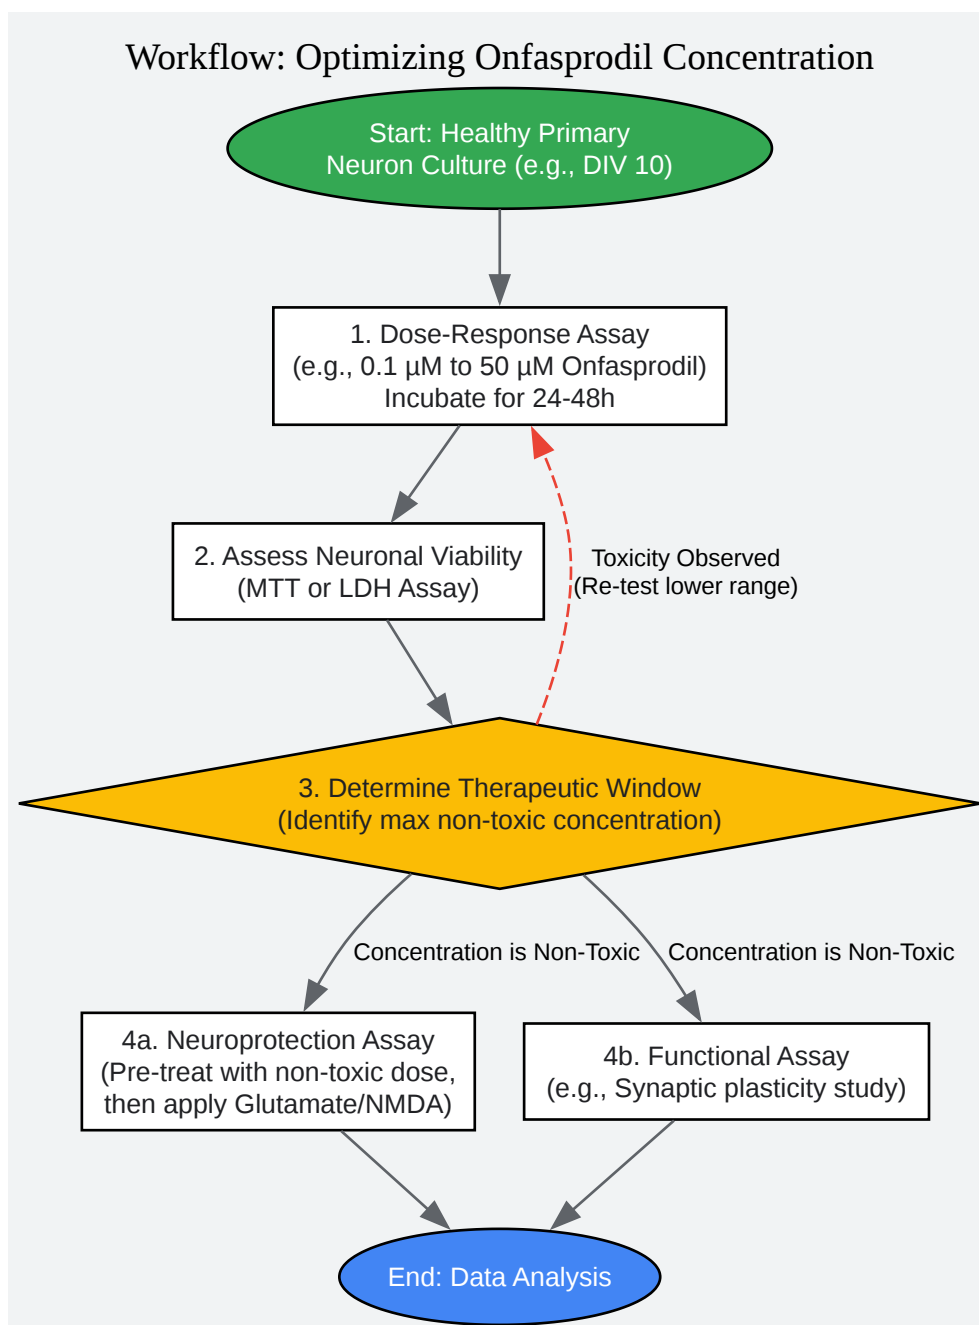 Workflow: Optimizing Onfasprodil Concentration
Start: Healthy Primary
Neuron Culture (e.g., DIV 10)
1. Dose-Response Assay
(e.g., 0.1 µM to 50 µM Onfasprodil)
Incubate for 24-48h
2. Assess Neuronal Viability
(MTT or LDH Assay)
Toxicity Observed
(Re-test lower range)
3. Determine Therapeutic Window
(Identify max non-toxic concentration)
Concentration is Non-Toxic
Concentration is Non-Toxic
4a. Neuroprotection Assay
(Pre-treat with non-toxic dose,
then apply Glutamate/NMDA)
4b. Functional Assay
(e.g., Synaptic plasticity study)
End: Data Analysis